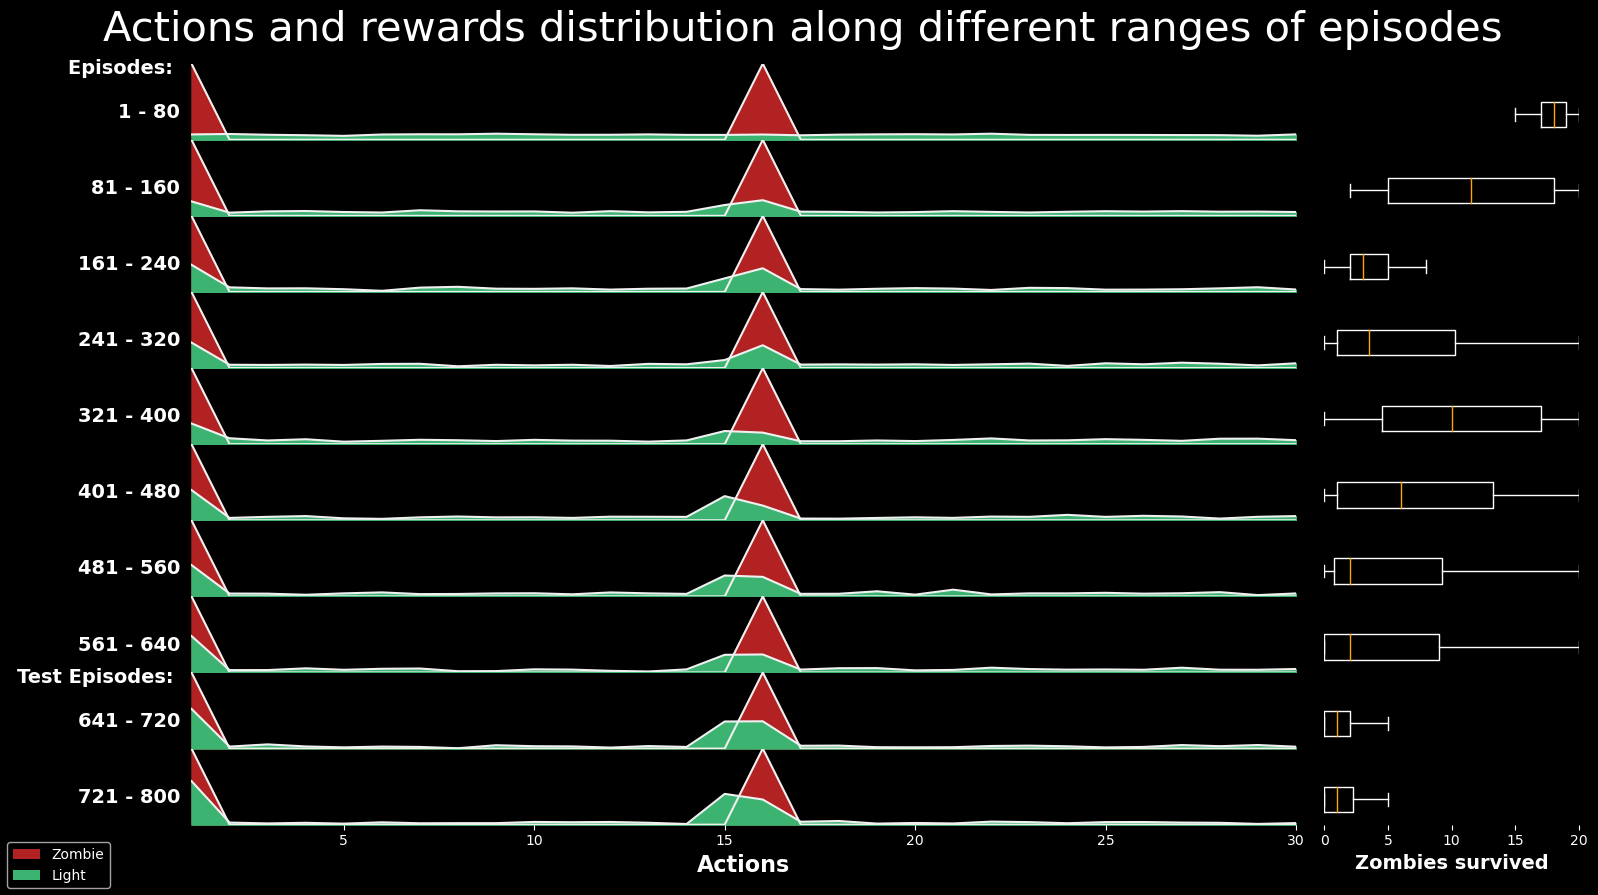 Actions and rewards distribution along different ranges of episodes
Episodes:
1 - 80
81 - 160
161 - 240
241 - 320
321 - 400
401 - 480
481 - 560
561 - 640
Test Episodes:
641 - 720
721 - 800
5 10 15 20 25 30
0 5 10 15 20
Actions
Zombies survived
Zombie
Light